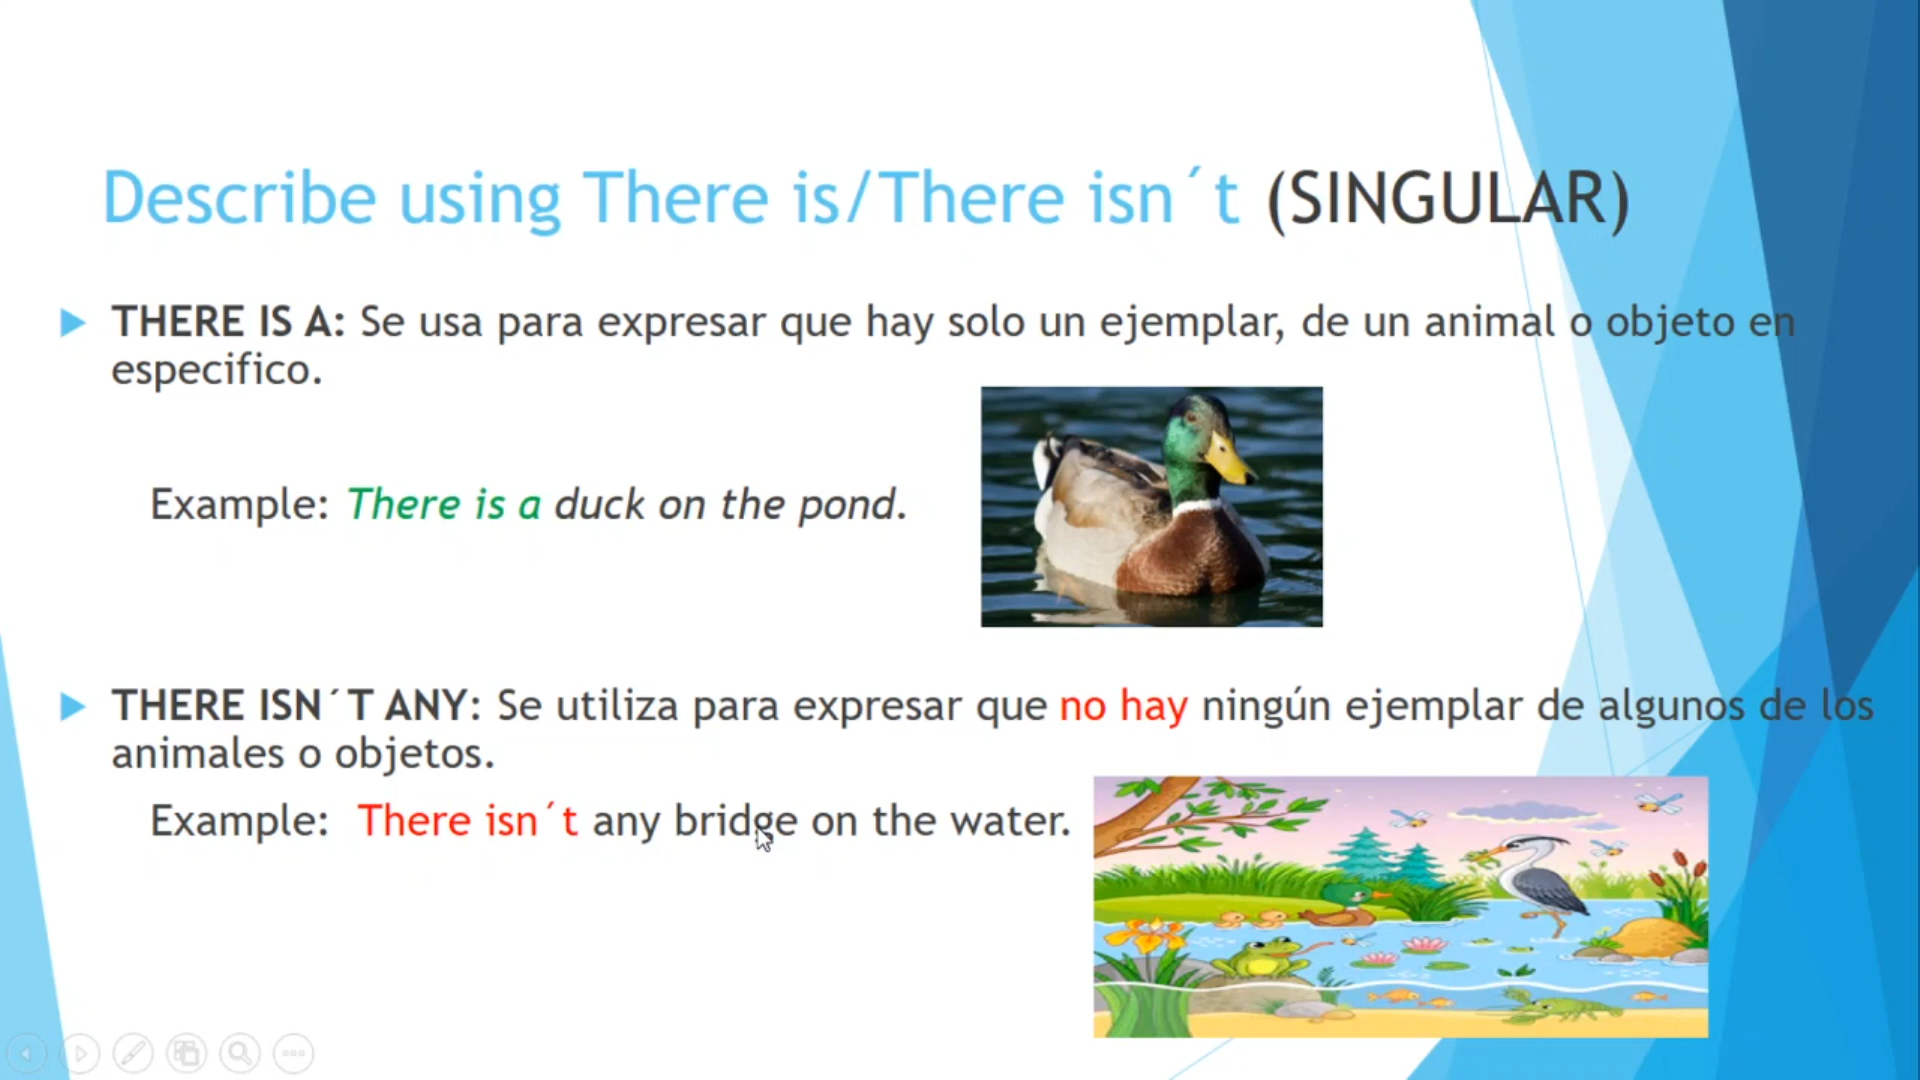 Describe using There is/There isn´t (SINGULAR)
THERE IS A: Se usa para expresar que hay solo un ejemplar, de un animal o objeto en
especifico.
Example: There is a duck on the pond.
THERE ISN´T ANY: Se utiliza para expresar que no hay ningún ejemplar de algunos de los
animales o objetos.
Example: There isn´t any bridge on the water.